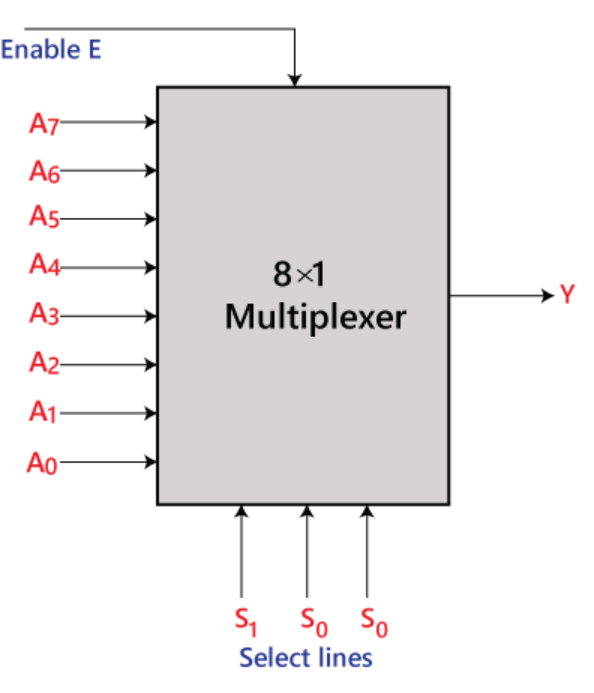 Enable E
A7
A6
A5
A4
A3
A2
A1
A0
8×1
Multiplexer
Y
S1 S0 S0
Select lines